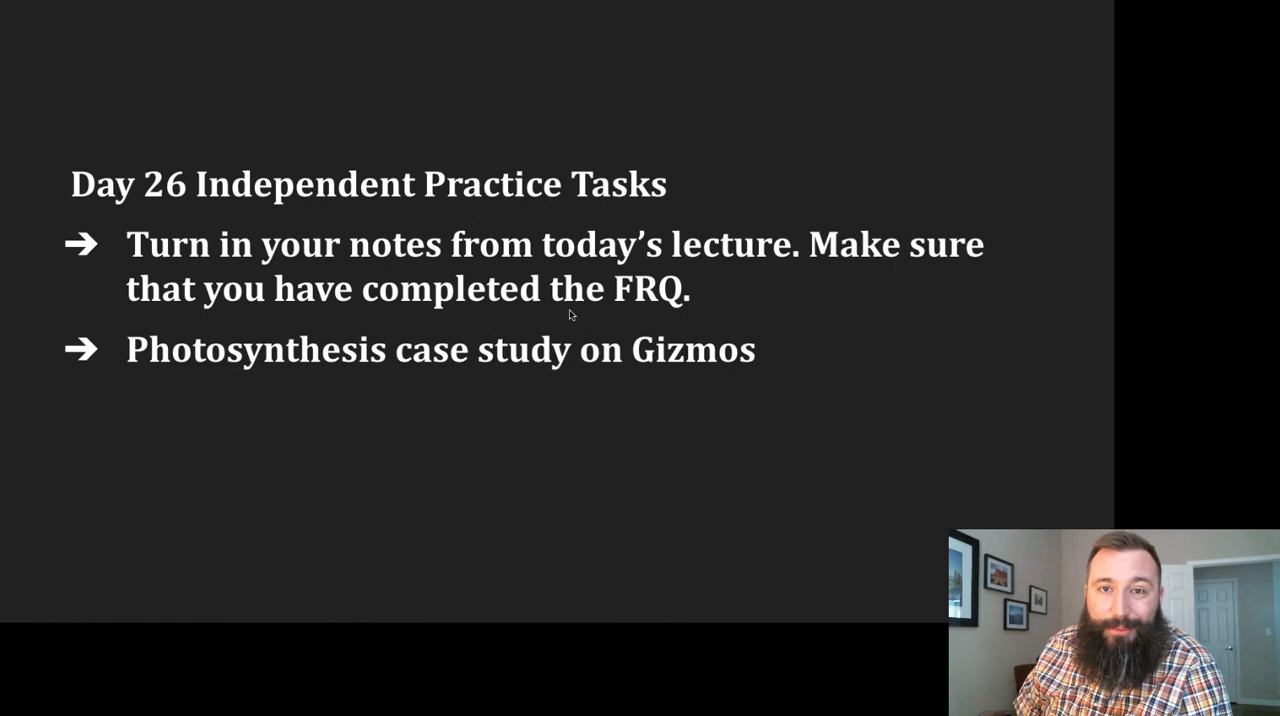 Day 26 Independent Practice Tasks
➔ Turn in your notes from today’s lecture. Make sure
that you have completed the FRQ.
➔ Photosynthesis case study on Gizmos